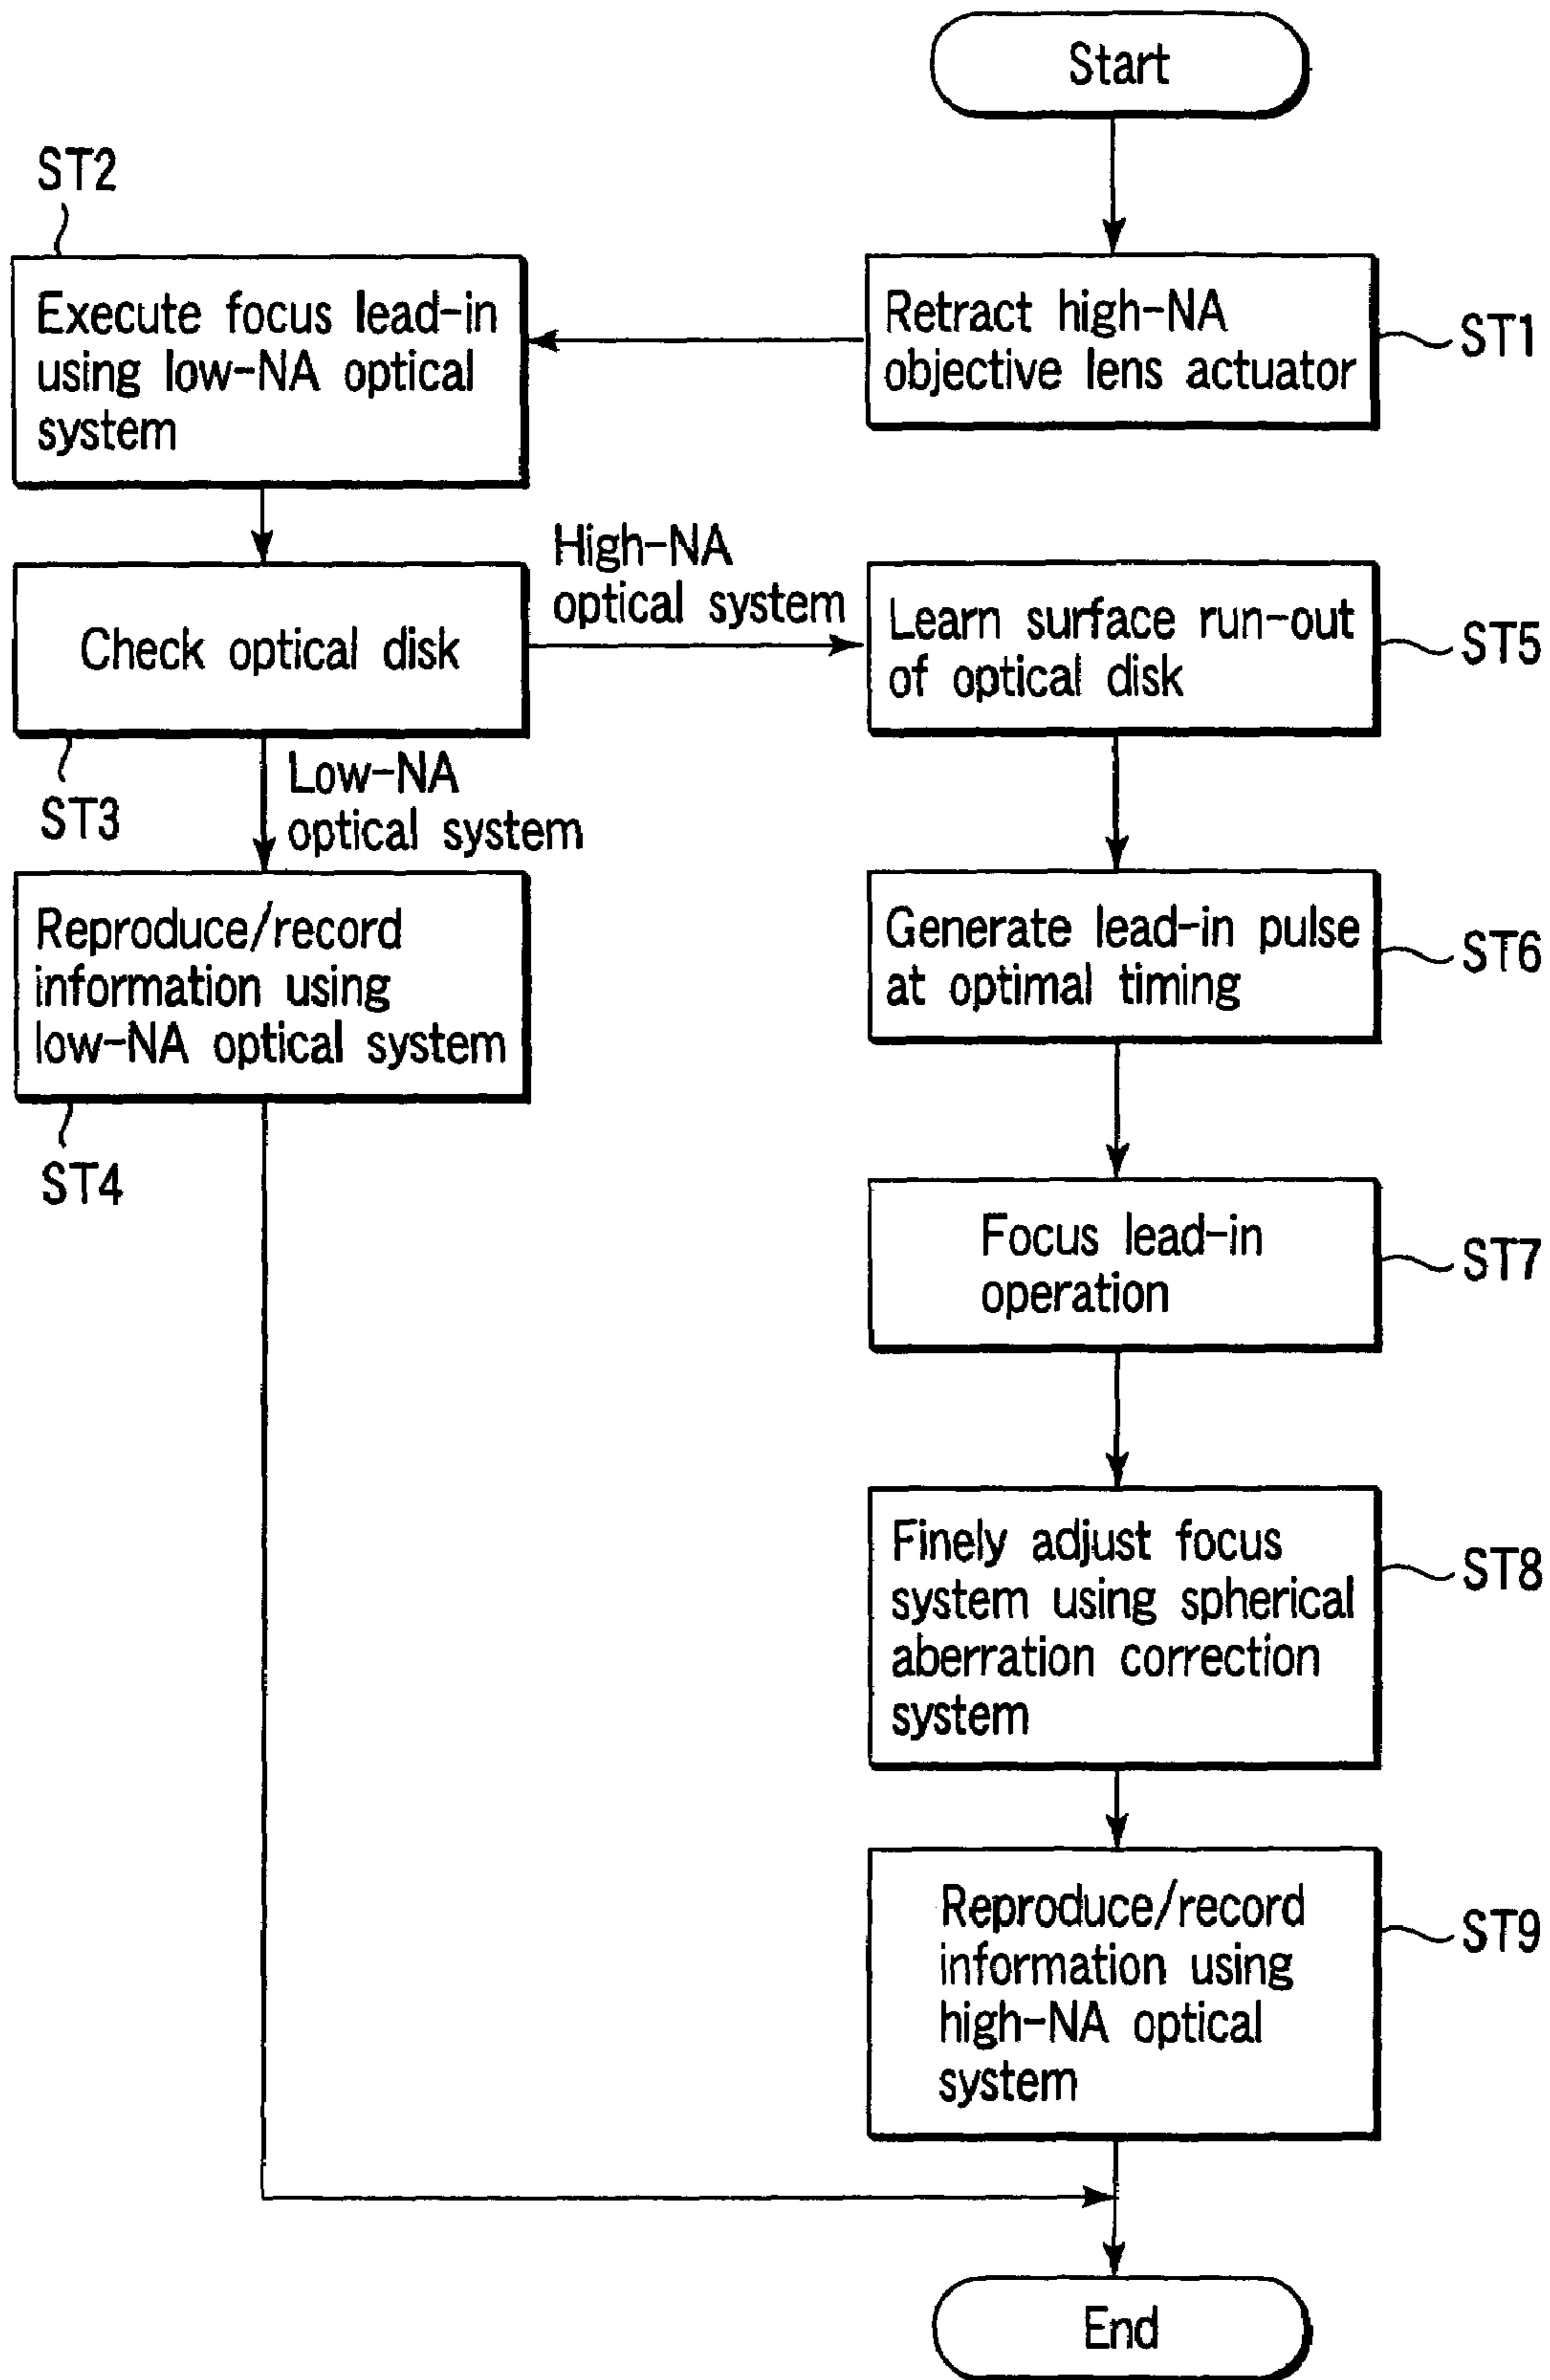 Start
ST2
Execute focus lead-in
using low-NA optical
system
Retract high-NA
objective lens actuator
ST1
High-NA
optical system
Check optical disk
Learn surface run-out
of optical disk
ST5
ST3
Low-NA
optical system
Reproduce/record
information using
low-NA optical system
ST4
Generate lead-in pulse
at optimal timing
ST6
Focus lead-in
operation
ST7
Finely adjust focus
system using spherical
aberration correction
system
ST8
Reproduce/record
information using
high-NA optical
system
ST9
End